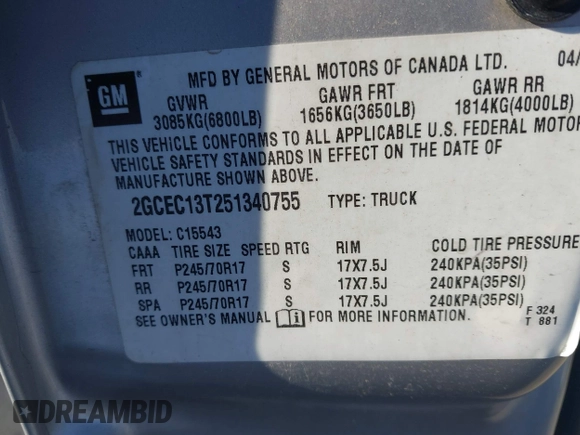 GM
MFD BY GENERAL MOTORS OF CANADA LTD. 04/
GVWR GAWR FRT GAWR RR
3085KG(6800LB) 1656KG(3650LB) 1814KG(4000LB)
THIS VEHICLE CONFORMS TO ALL APPLICABLE U.S. FEDERAL MOTOR
VEHICLE SAFETY STANDARDS IN EFFECT ON THE DATE OF
MANUFACTURE SHOWN ABOVE.
2GCEC13T251340755 TYPE: TRUCK
MODEL: C15543
CAAA TIRE SIZE SPEED RTG RIM COLD TIRE PRESSURE
FRT P245/70R17 S 17X7.5J 240KPA(35PSI)
RR P245/70R17 S 17X7.5J 240KPA(35PSI)
SPA P245/70R17 S 17X7.5J 240KPA(35PSI)
SEE OWNER'S MANUAL i FOR MORE INFORMATION.
F 324
T 881
DREAMBID